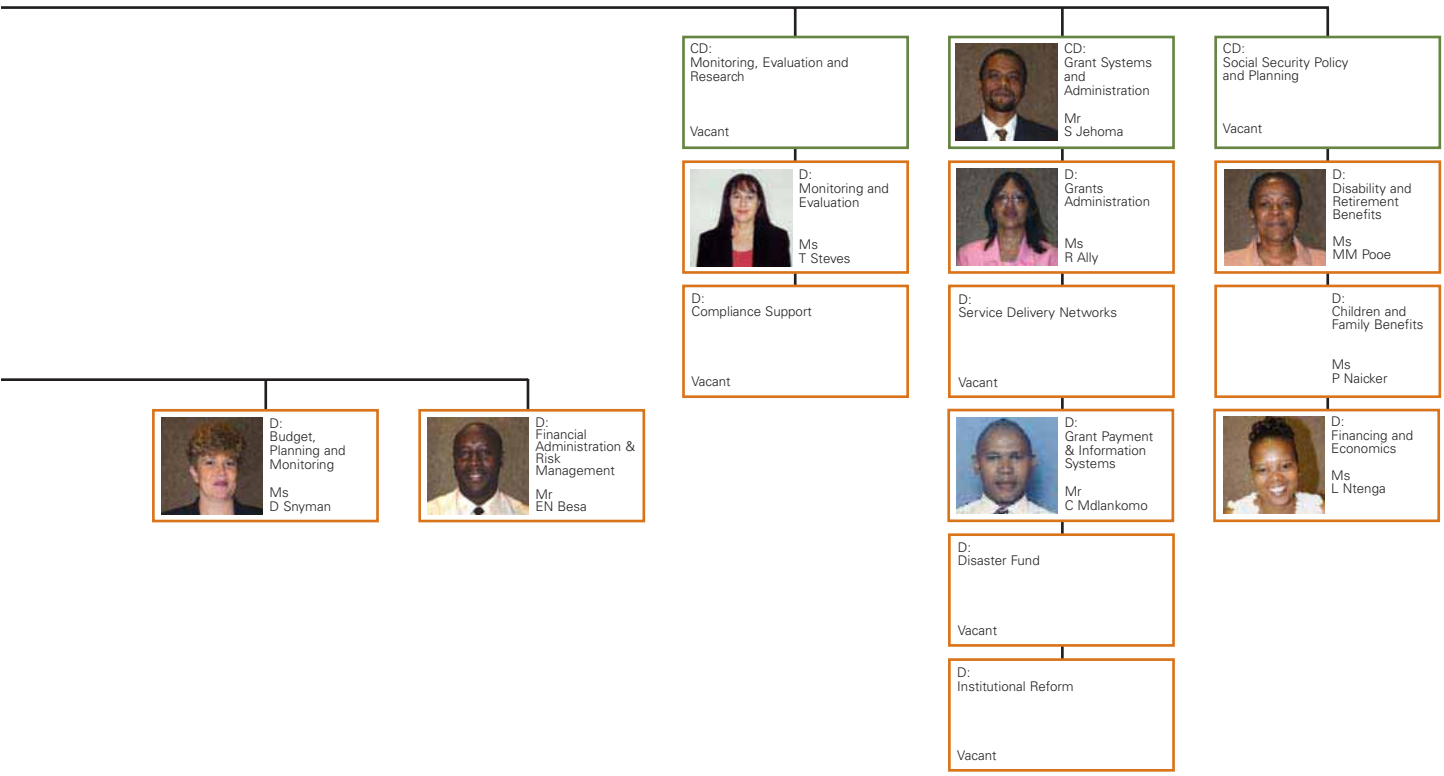 CD:
Monitoring, Evaluation and
Research
Vacant
CD:
Grant Systems
and
Administration
Mr
S Jehoma
CD:
Social Security Policy
and Planning
Vacant
D:
Monitoring and
Evaluation
Ms
T Steves
D:
Grants
Administration
Ms
R Ally
D:
Disability and
Retirement
Benefits
Ms
MM Pooe
D:
Compliance Support
Vacant
D:
Service Delivery Networks
Vacant
D:
Children and
Family Benefits
Ms
P Naicker
D:
Budget,
Planning and
Monitoring
Ms
D Snyman
D:
Financial
Administration &
Risk
Management
Mr
EN Besa
D:
Grant Payment
& Information
Systems
Mr
C Mdlankomo
D:
Financing and
Economics
Ms
L Ntenga
D:
Disaster Fund
Vacant
D:
Institutional Reform
Vacant